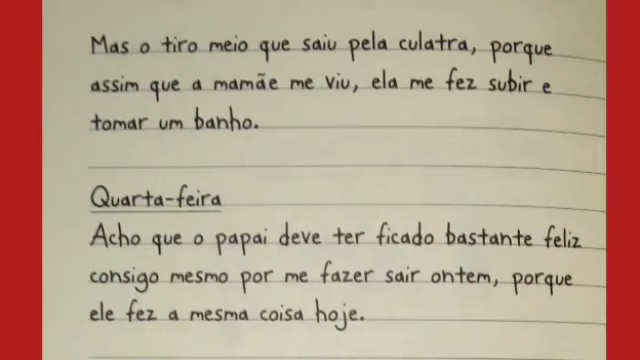 Mas o tiro meio que saiu pela culatra, porque
assim que a mamãe me viu, ela me fez subir e
tomar um banho.
Quarta-feira
Acho que o papai deve ter ficado bastante feliz
consigo mesmo por me fazer sair ontem, porque
ele fez a mesma coisa hoje.